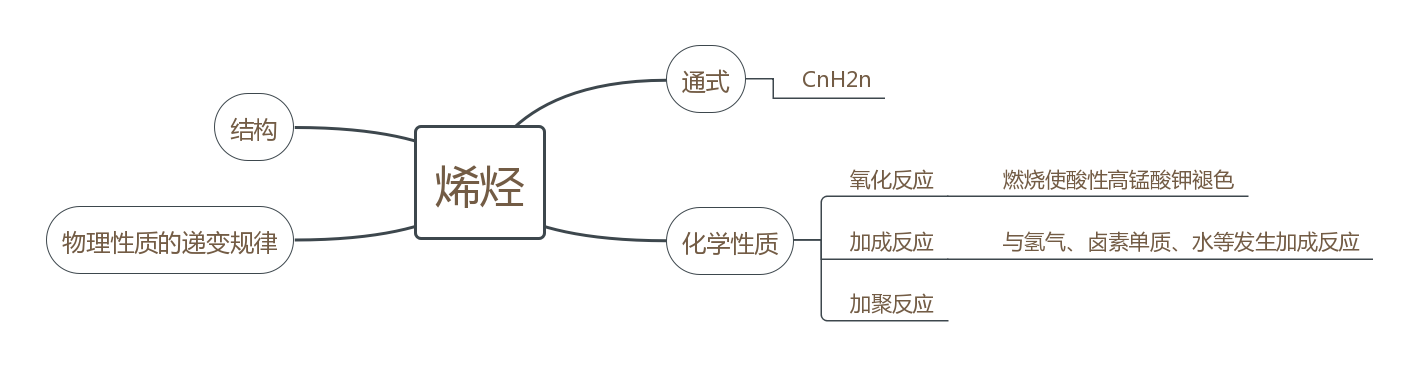 烯烃
通式
CnH2n
化学性质
氧化反应
燃烧使酸性高锰酸钾褪色
加成反应
与氢气、卤素单质、水等发生加成反应
加聚反应
结构
物理性质的递变规律